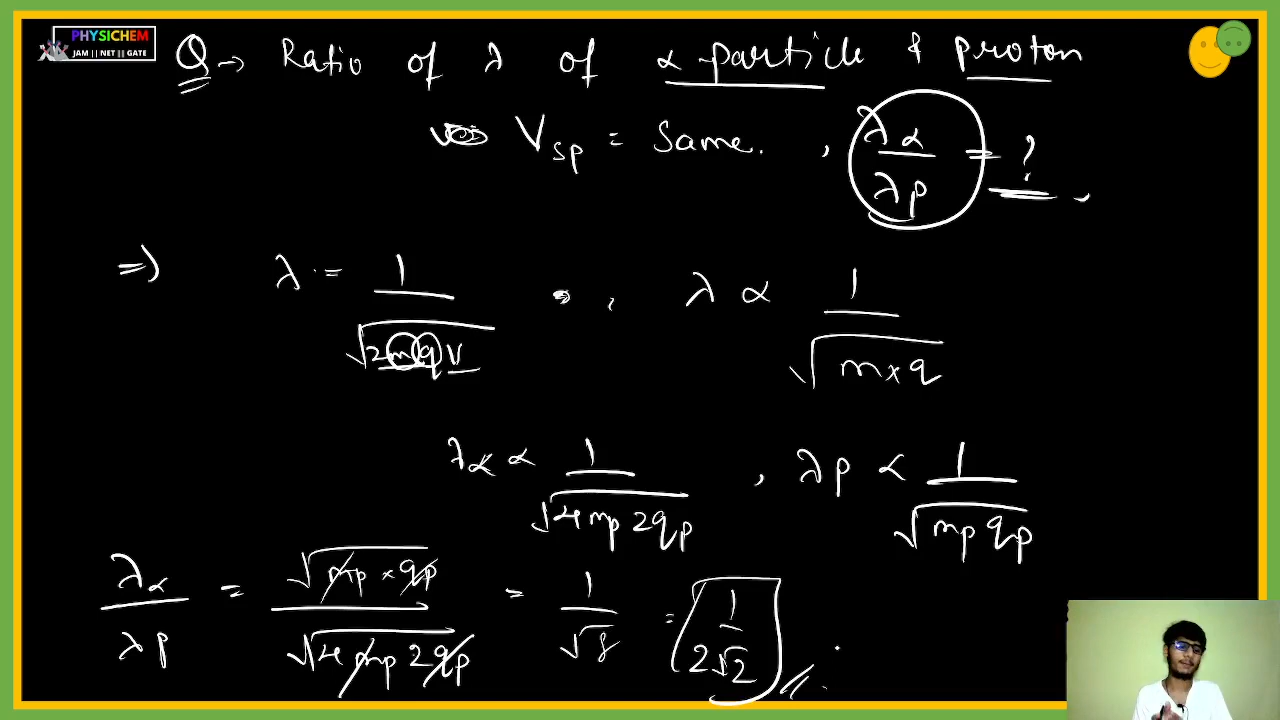 PHYSICHEM
JAM || NET || GATE
Q → Ratio of λ of α particle & proton
V_sp = Same. , λα/λp = ?
⇒ λ = 1/√(2mqV) , λ ∝ 1/√(m×q)
λα ∝ 1/√(4mp 2qp) , λp ∝ 1/√(mp qp)
λα/λp = √(mp × qp)/√(4mp 2qp) = 1/√8 = 1/2√2